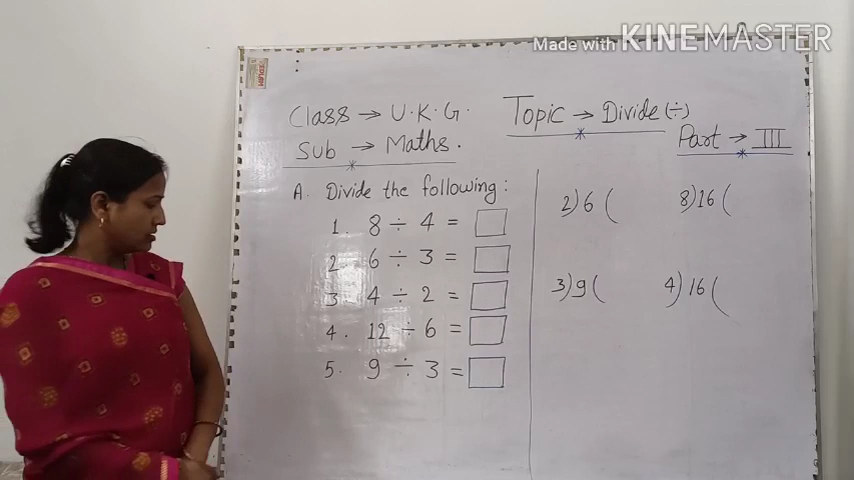 Made with KINEMASTER
Class → U.K.G.
Sub → Maths.
Topic → Divide (÷)
Part → III
A. Divide the following:
1. 8 ÷ 4 =
2. 6 ÷ 3 =
3. 4 ÷ 2 =
4. 12 ÷ 6 =
5. 9 ÷ 3 =
2)6(
8)16(
3)9(
4)16(